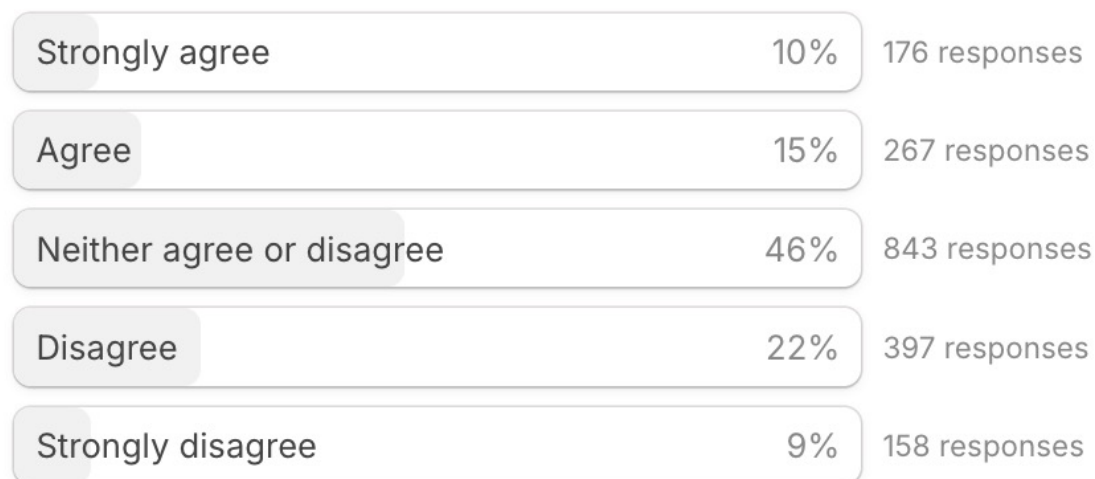 Strongly agree 10% 176 responses
Agree 15% 267 responses
Neither agree or disagree 46% 843 responses
Disagree 22% 397 responses
Strongly disagree 9% 158 responses